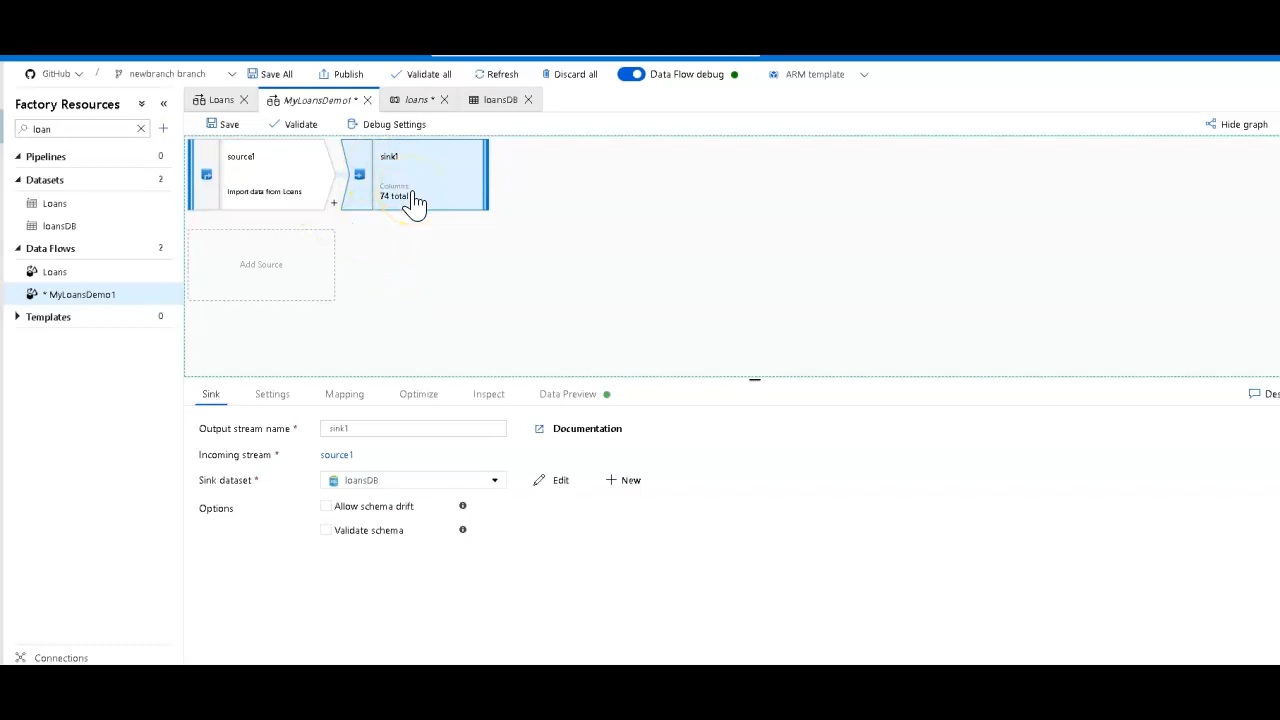 GitHub / newbranch branch Save All Publish Validate all Refresh Discard all Data Flow debug ARM template
Factory Resources
loan
Pipelines 0
Datasets 2
Loans
loansDB
Data Flows 2
Loans
* MyLoansDemo1
Templates 0
Connections
Loans MyLoansDemo1 * loans * loansDB
Save Validate Debug Settings Hide graph
source1
Import data from Loans
+
sink1
Columns:
74 total
Add Source
Sink Settings Mapping Optimize Inspect Data Preview Des
Output stream name * sink1 Documentation
Incoming stream * source1
Sink dataset * loansDB Edit New
Options Allow schema drift
Validate schema